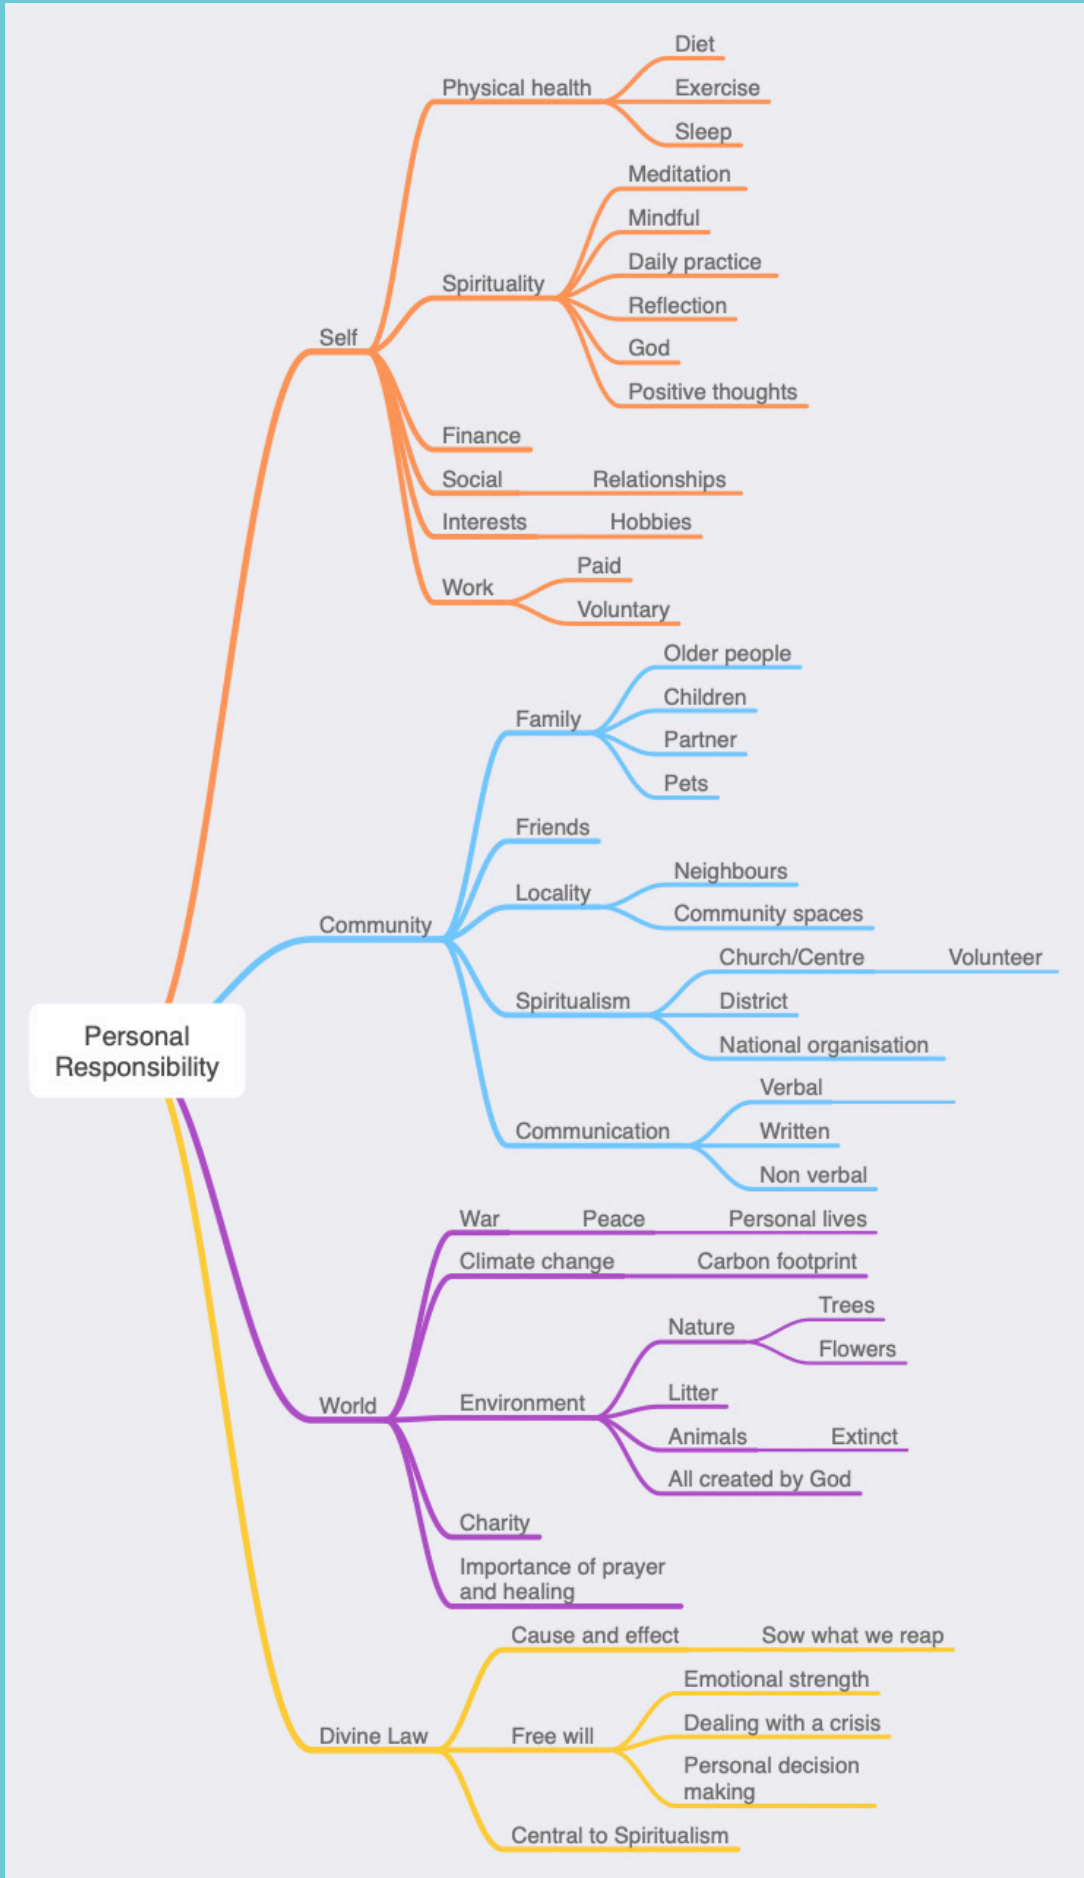 Diet
Physical health
Exercise
Sleep
Meditation
Mindful
Daily practice
Spirituality
Reflection
Self
God
Positive thoughts
Finance
Social
Relationships
Interests
Hobbies
Paid
Work
Voluntary
Older people
Children
Family
Partner
Pets
Friends
Neighbours
Locality
Community spaces
Community
Church/Centre
Volunteer
Spiritualism
District
National organisation
Personal
Responsibility
Verbal
Communication
Written
Non verbal
War
Peace
Personal lives
Climate change
Carbon footprint
Trees
Nature
Flowers
Litter
World
Environment
Animals
Extinct
All created by God
Charity
Importance of prayer
and healing
Cause and effect
Sow what we reap
Emotional strength
Divine Law
Free will
Dealing with a crisis
Personal decision
making
Central to Spiritualism